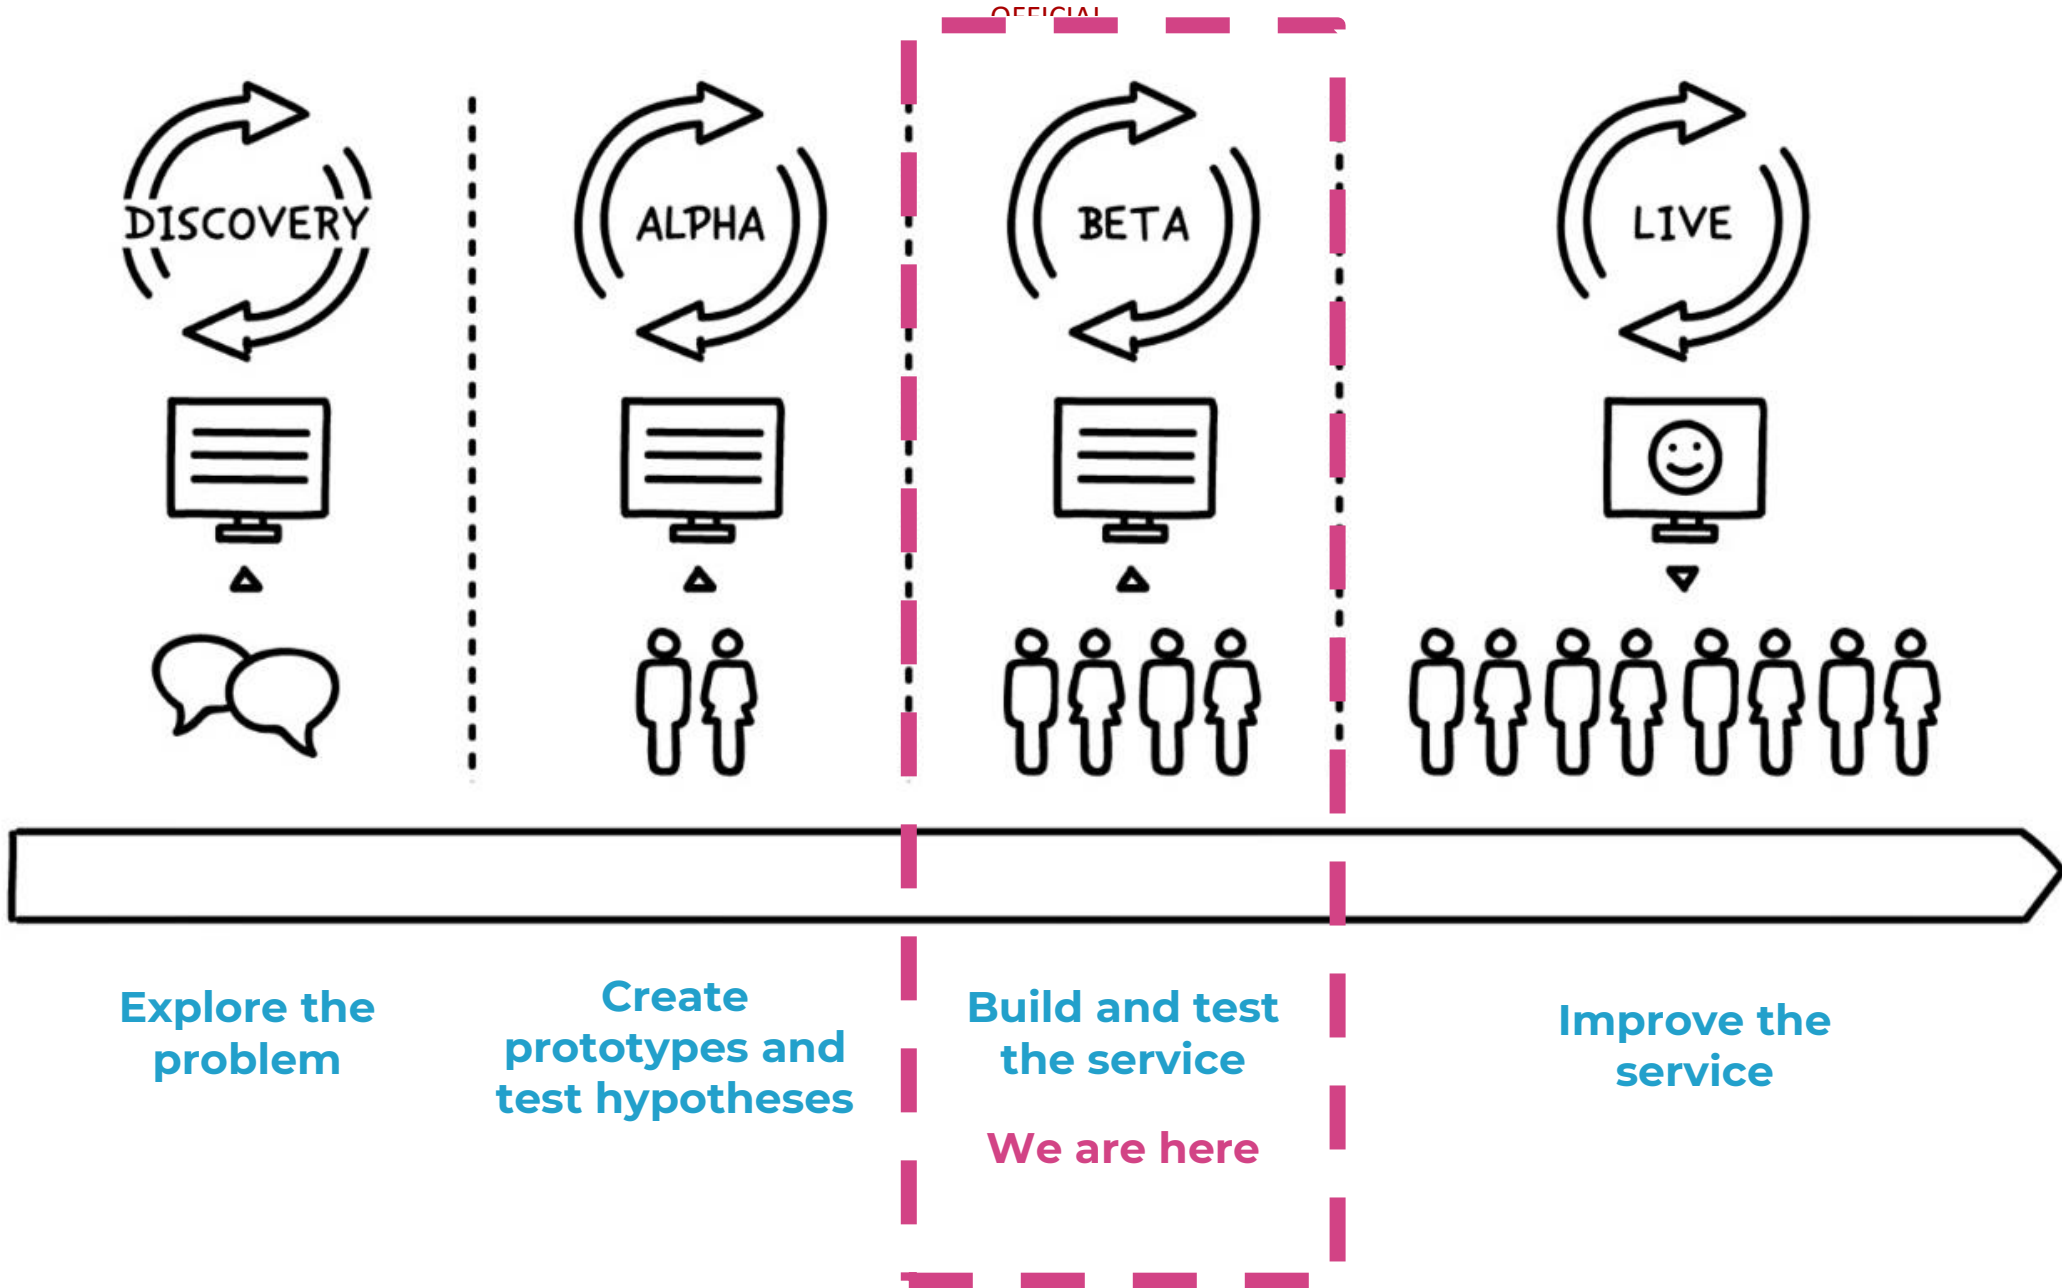 OFFICIAL
DISCOVERY
ALPHA
BETA
LIVE
Explore the
problem
Create
prototypes and
test hypotheses
Build and test
the service
We are here
Improve the
service